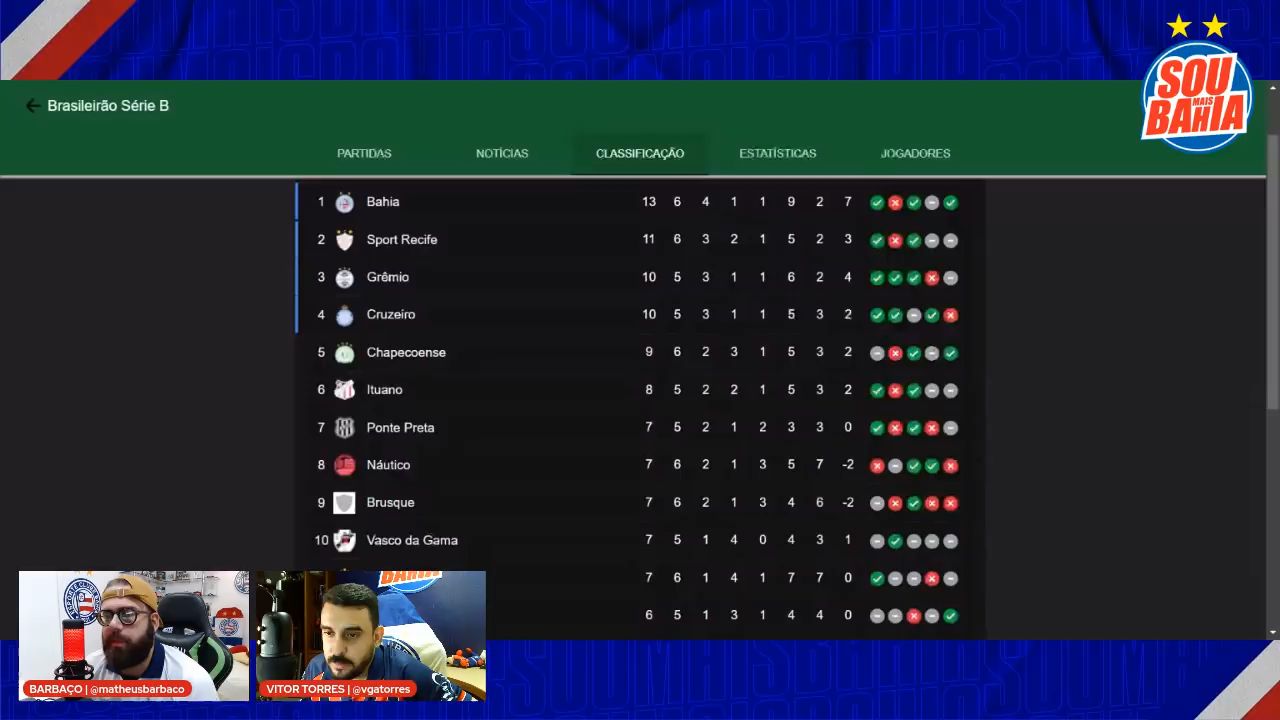 SOU
MAIS
BAHIA
Brasileirão Série B
PARTIDAS NOTÍCIAS CLASSIFICAÇÃO ESTATÍSTICAS JOGADORES
1 Bahia 13 6 4 1 1 9 2 7
2 Sport Recife 11 6 3 2 1 5 2 3
3 Grêmio 10 5 3 1 1 6 2 4
4 Cruzeiro 10 5 3 1 1 5 3 2
5 Chapecoense 9 6 2 3 1 5 3 2
6 Ituano 8 5 2 2 1 5 3 2
7 Ponte Preta 7 5 2 1 2 3 3 0
8 Náutico 7 6 2 1 3 5 7 -2
9 Brusque 7 6 2 1 3 4 6 -2
10 Vasco da Gama 7 5 1 4 0 4 3 1
7 6 1 4 1 7 7 0
6 5 1 3 1 4 4 0
BAHIA
BARBAÇO | @matheusbarbaco
VITOR TORRES | @vgatorres